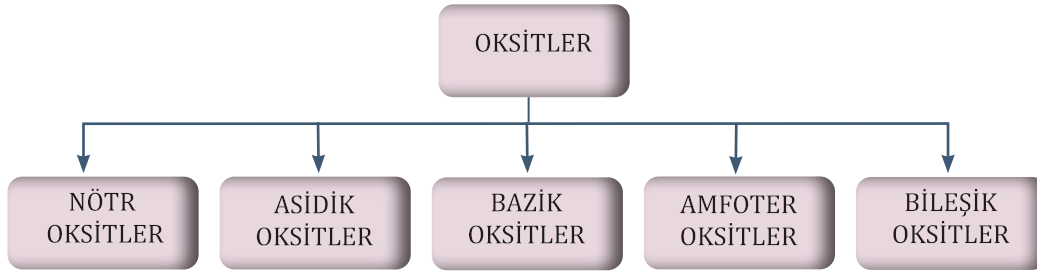 OKSİTLER
NÖTR
OKSİTLER
ASİDİK
OKSİTLER
BAZİK
OKSİTLER
AMFOTER
OKSİTLER
BİLEŞİK
OKSİTLER